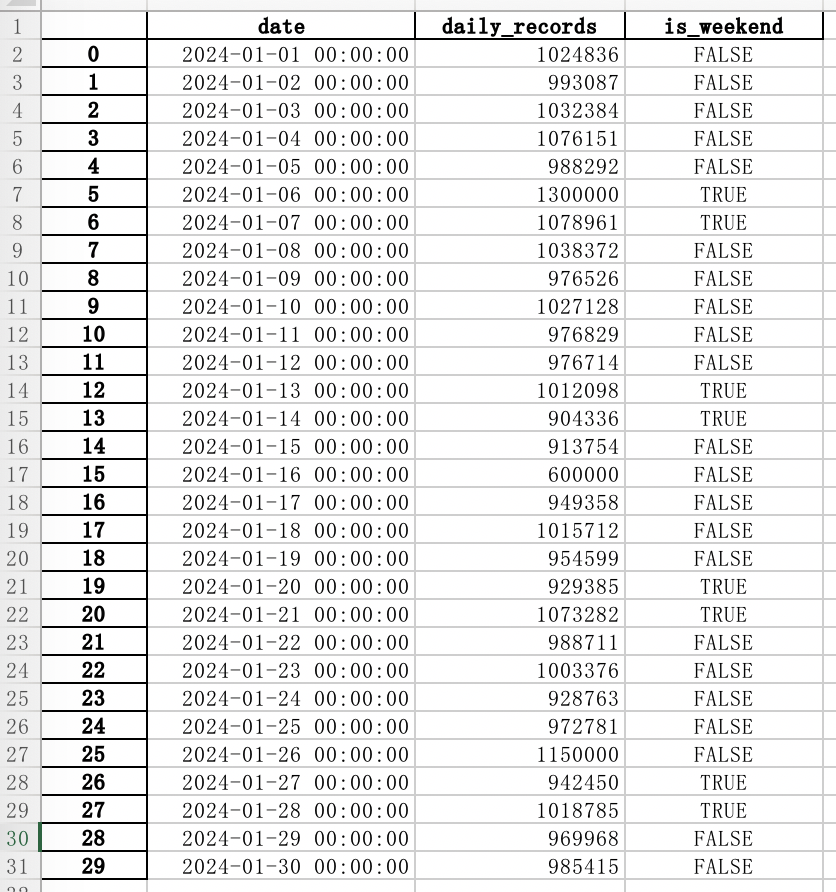 1 date daily_records is_weekend
2 0 2024-01-01 00:00:00 1024836 FALSE
3 1 2024-01-02 00:00:00 993087 FALSE
4 2 2024-01-03 00:00:00 1032384 FALSE
5 3 2024-01-04 00:00:00 1076151 FALSE
6 4 2024-01-05 00:00:00 988292 FALSE
7 5 2024-01-06 00:00:00 1300000 TRUE
8 6 2024-01-07 00:00:00 1078961 TRUE
9 7 2024-01-08 00:00:00 1038372 FALSE
10 8 2024-01-09 00:00:00 976526 FALSE
11 9 2024-01-10 00:00:00 1027128 FALSE
12 10 2024-01-11 00:00:00 976829 FALSE
13 11 2024-01-12 00:00:00 976714 FALSE
14 12 2024-01-13 00:00:00 1012098 TRUE
15 13 2024-01-14 00:00:00 904336 TRUE
16 14 2024-01-15 00:00:00 913754 FALSE
17 15 2024-01-16 00:00:00 600000 FALSE
18 16 2024-01-17 00:00:00 949358 FALSE
19 17 2024-01-18 00:00:00 1015712 FALSE
20 18 2024-01-19 00:00:00 954599 FALSE
21 19 2024-01-20 00:00:00 929385 TRUE
22 20 2024-01-21 00:00:00 1073282 TRUE
23 21 2024-01-22 00:00:00 988711 FALSE
24 22 2024-01-23 00:00:00 1003376 FALSE
25 23 2024-01-24 00:00:00 928763 FALSE
26 24 2024-01-25 00:00:00 972781 FALSE
27 25 2024-01-26 00:00:00 1150000 FALSE
28 26 2024-01-27 00:00:00 942450 TRUE
29 27 2024-01-28 00:00:00 1018785 TRUE
30 28 2024-01-29 00:00:00 969968 FALSE
31 29 2024-01-30 00:00:00 985415 FALSE